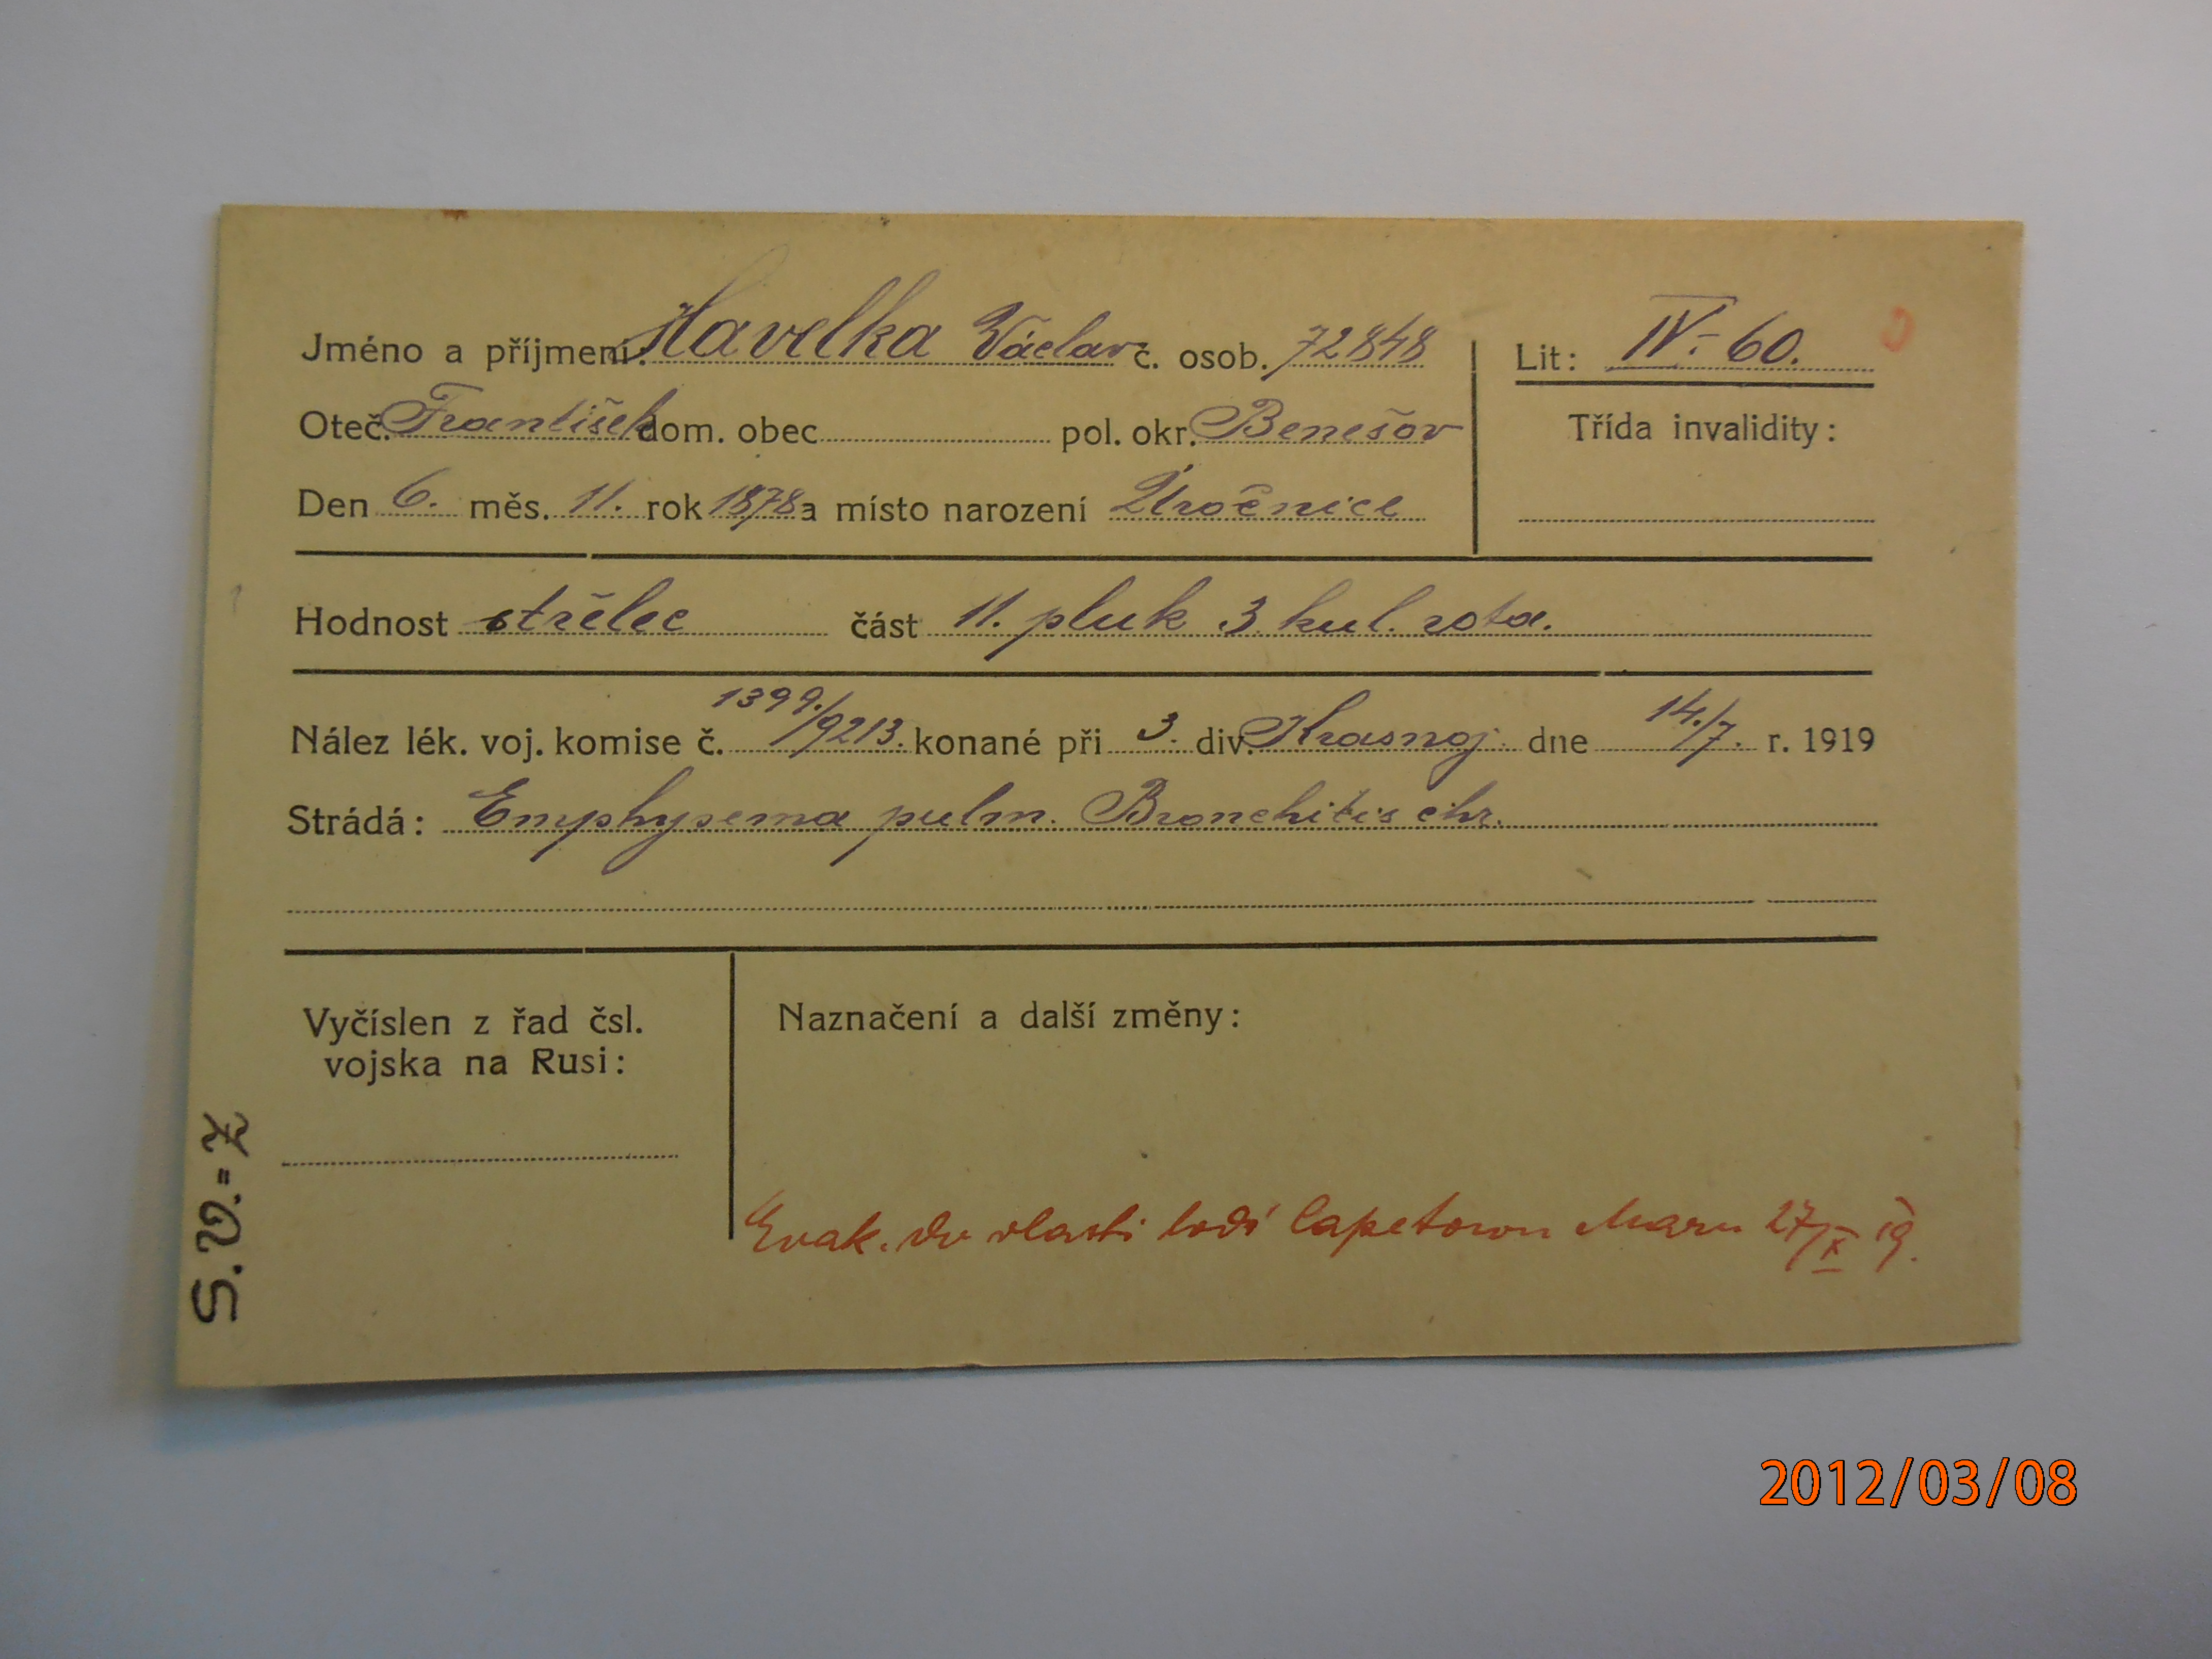 Jméno a příjmení: Havelka Václav č. osob. 72848
Lit: IV.- 60.
Oteč. František dom. obec pol. okr. Benešov
Třída invalidity:
Den 6. měs. 11. rok 1878 a místo narození Úročnice
Hodnost střelec část 11. pluk 3. kul. rota.
Nález lék. voj. komise č. 1399./9213. konané při 3. div. Krasnoj. dne 14./7. r. 1919
Strádá: Emphysema pulm. Bronchitis chr.
Vyčíslen z řad čsl.
vojska na Rusi:
Naznačení a další změny:
Evak. do vlasti lodí Capetown Maru 27/X 19.
S. V. = Z
2012/03/08